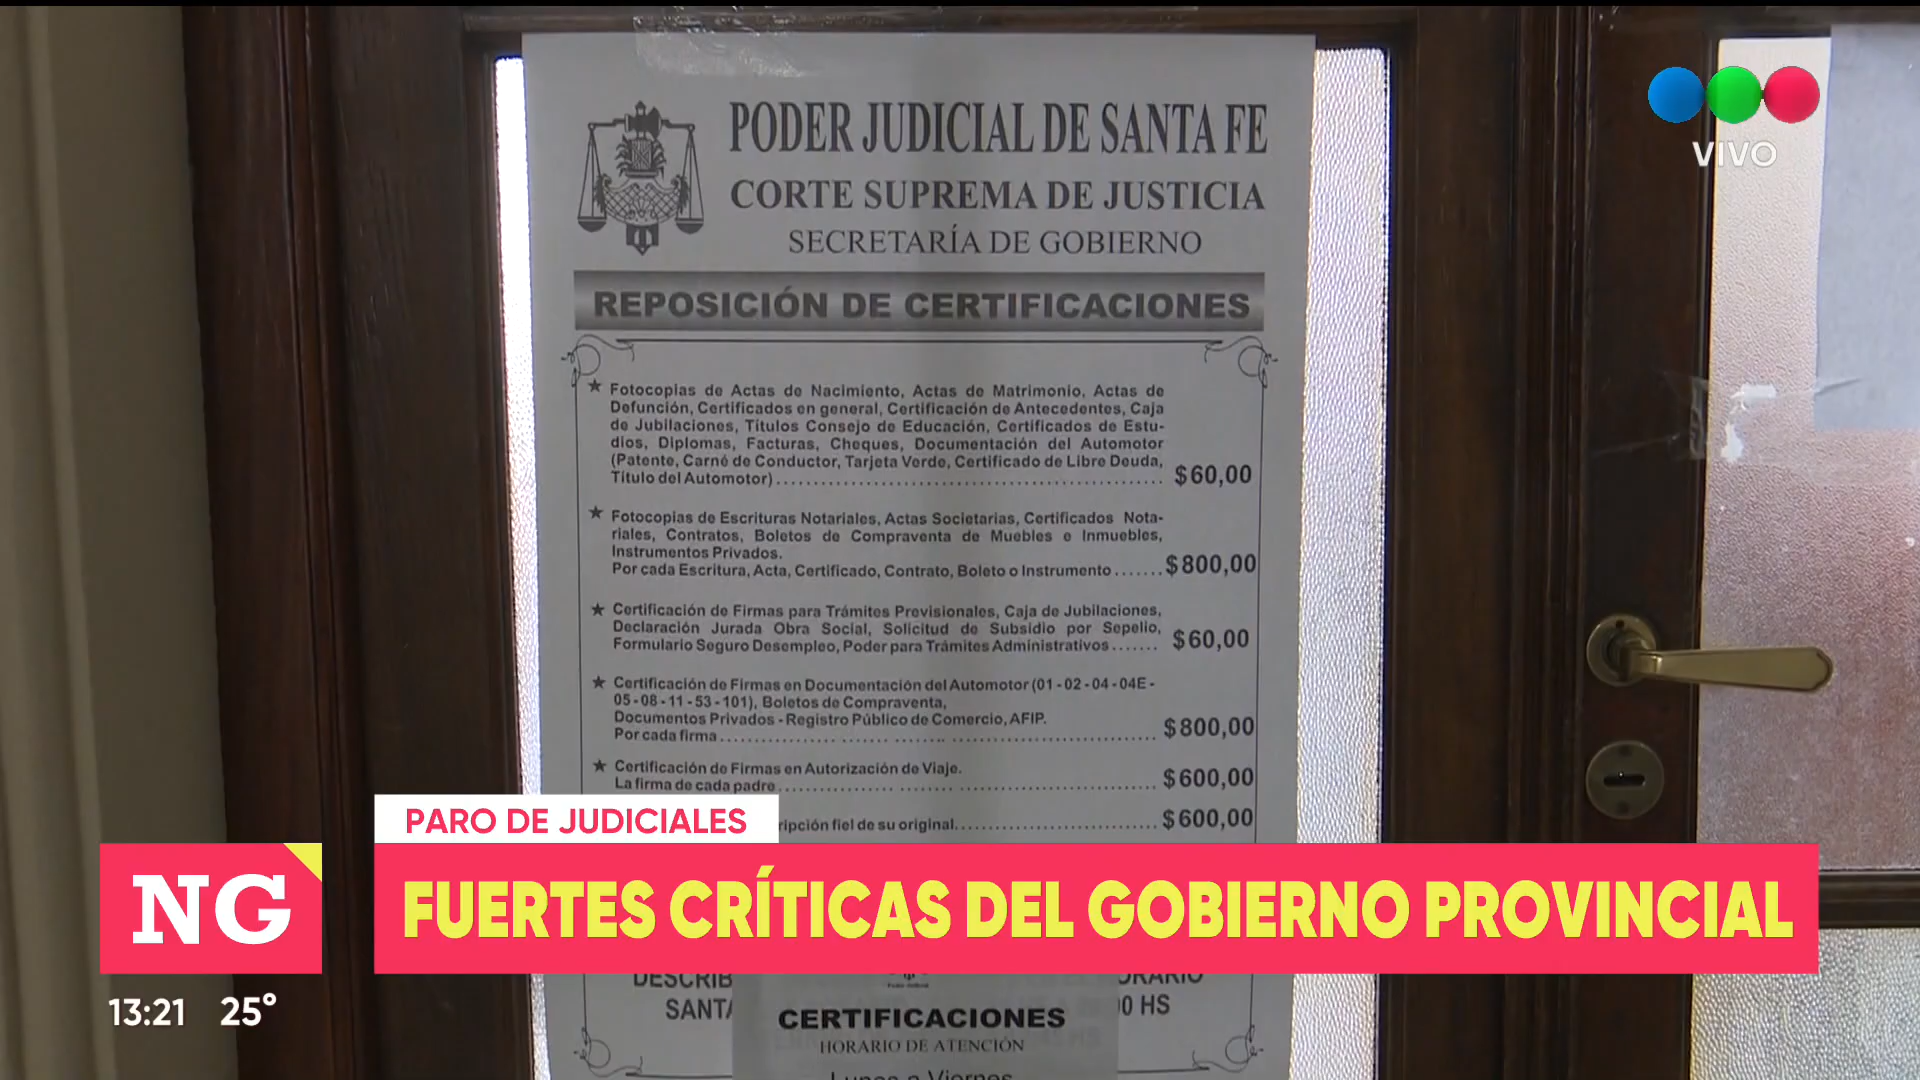 PODER JUDICIAL DE SANTA FE
CORTE SUPREMA DE JUSTICIA
SECRETARÍA DE GOBIERNO
REPOSICIÓN DE CERTIFICACIONES
★ Fotocopias de Actas de Nacimiento, Actas de Matrimonio, Actas de
Defunción, Certificados en general, Certificación de Antecedentes, Caja
de Jubilaciones, Títulos Consejo de Educación, Certificados de Estu-
dios, Diplomas, Facturas, Cheques, Documentación del Automotor
(Patente, Carné de Conductor, Tarjeta Verde, Certificado de Libre Deuda,
Título del Automotor) ........ $60,00
★ Fotocopias de Escrituras Notariales, Actas Societarias, Certificados Nota-
riales, Contratos, Boletos de Compraventa de Muebles e Inmuebles,
Instrumentos Privados.
Por cada Escritura, Acta, Certificado, Contrato, Boleto o Instrumento ....... $800,00
★ Certificación de Firmas para Trámites Previsionales, Caja de Jubilaciones,
Declaración Jurada Obra Social, Solicitud de Subsidio por Sepelio,
Formulario Seguro Desempleo, Poder para Trámites Administrativos ....... $60,00
★ Certificación de Firmas en Documentación del Automotor (01 - 02 - 04 - 04E -
05 - 08 - 11 - 53 - 101), Boletos de Compraventa,
Documentos Privados - Registro Público de Comercio, AFIP.
Por cada firma ........ $800,00
★ Certificación de Firmas en Autorización de Viaje.
La firma de cada padre ........ $600,00
ripción fiel de su original ........ $600,00
VIVO
PARO DE JUDICIALES
NG
FUERTES CRÍTICAS DEL GOBIERNO PROVINCIAL
13:21 25°
DESCRIB
SANTA
00 HS
CERTIFICACIONES
HORARIO DE ATENCIÓN
Lunes a Viernes